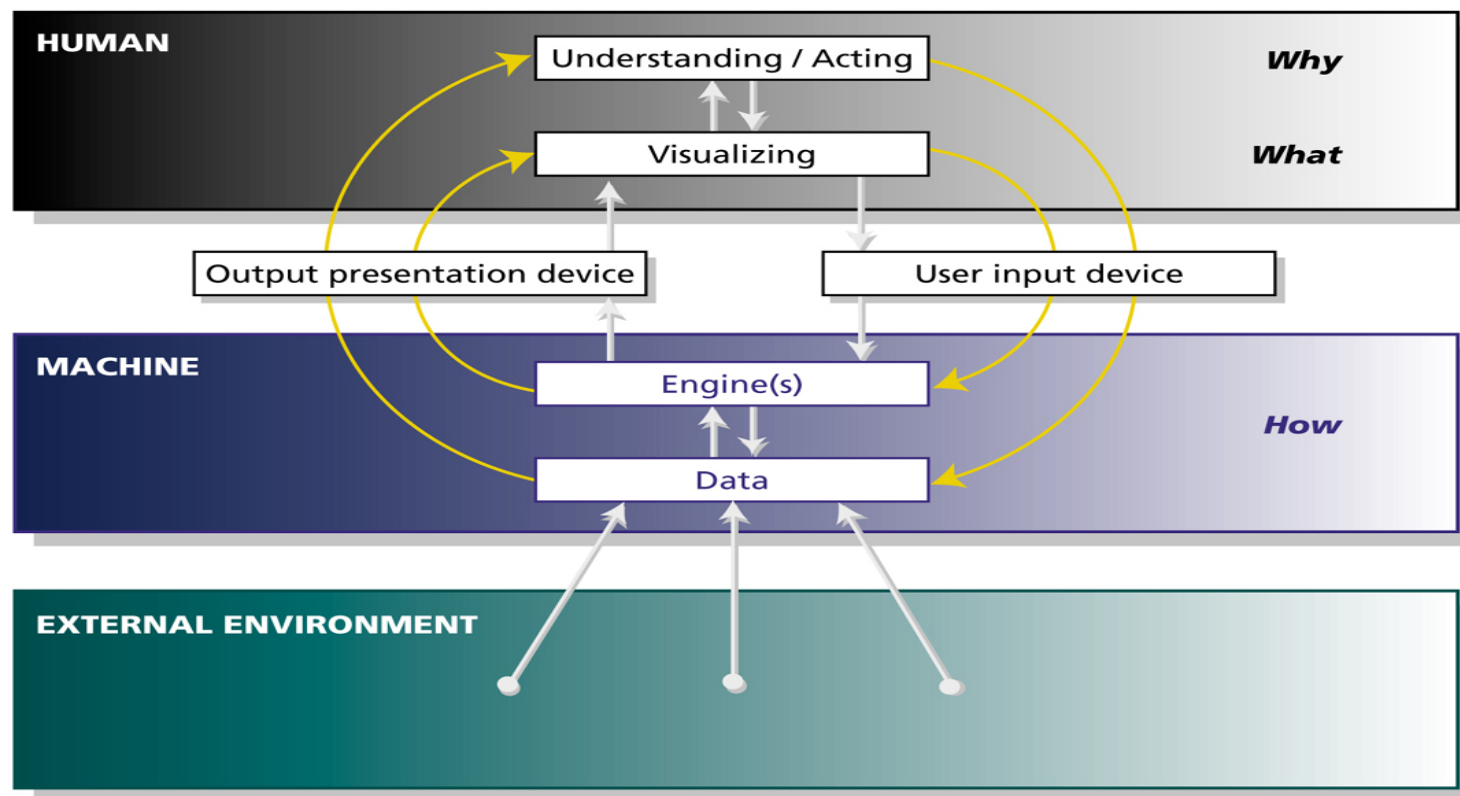 HUMAN
Understanding / Acting
Why
Visualizing
What
Output presentation device
User input device
MACHINE
Engine(s)
How
Data
EXTERNAL ENVIRONMENT